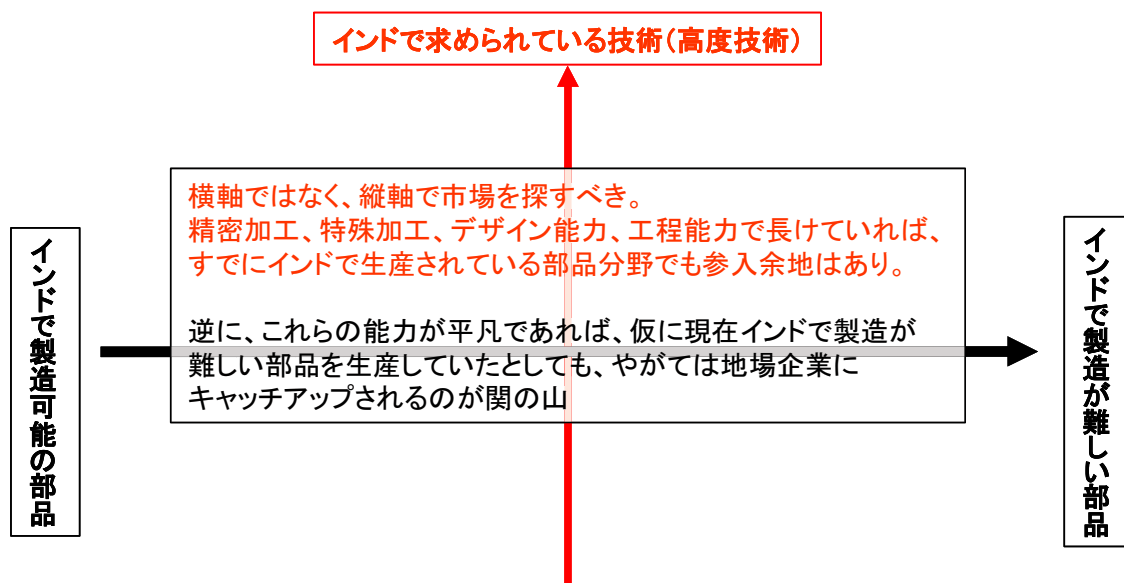 インドで求められている技術(高度技術)
横軸ではなく、縦軸で市場を探すべき。
精密加工、特殊加工、デザイン能力、工程能力で長けていれば、
すでにインドで生産されている部品分野でも参入余地はあり。
逆に、これらの能力が平凡であれば、仮に現在インドで製造が
難しい部品を生産していたとしても、やがては地場企業に
キャッチアップされるのが関の山
インドで製造可能の部品
インドで製造が難しい部品